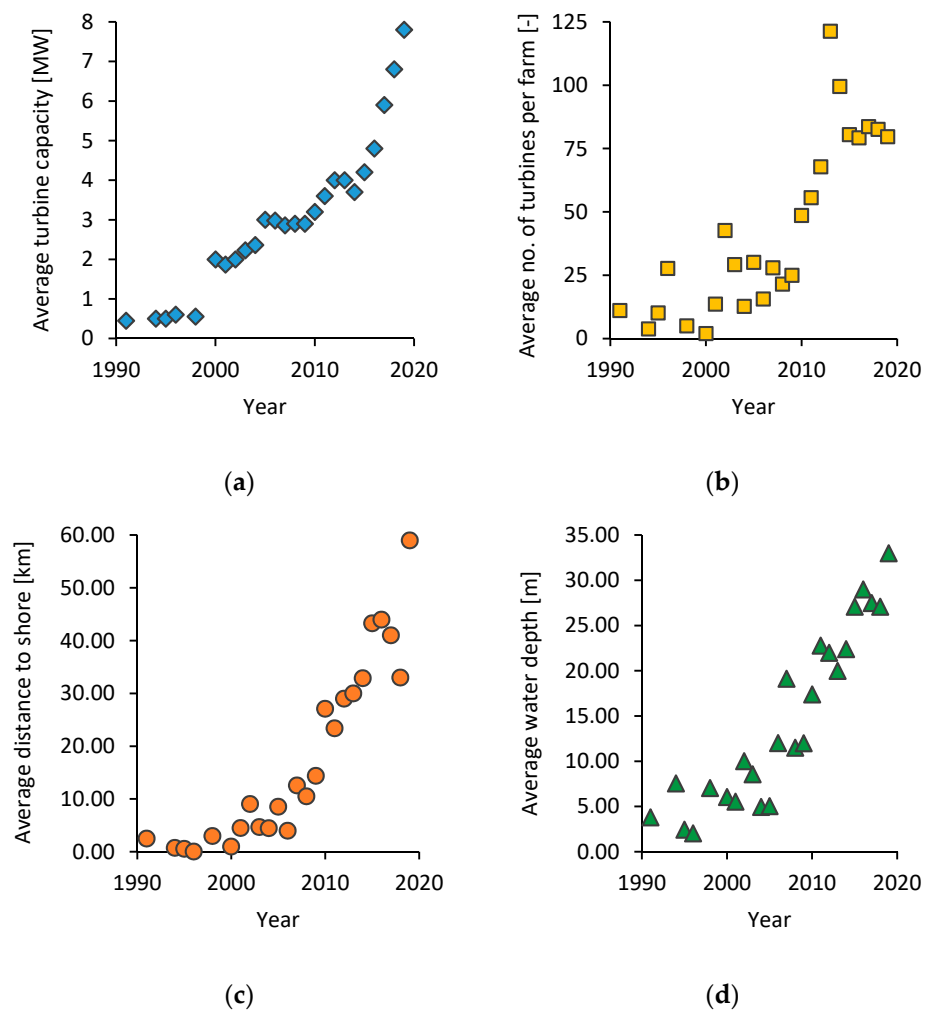 Average turbine capacity [MW]
8
7
6
5
4
3
2
1
0
1990 2000 2010 2020
Year
(a)
Average no. of turbines per farm [-]
125
100
75
50
25
0
1990 2000 2010 2020
Year
(b)
Average distance to shore [km]
60.00
50.00
40.00
30.00
20.00
10.00
0.00
1990 2000 2010 2020
Year
(c)
Average water depth [m]
35.00
30.00
25.00
20.00
15.00
10.00
5.00
0.00
1990 2000 2010 2020
Year
(d)